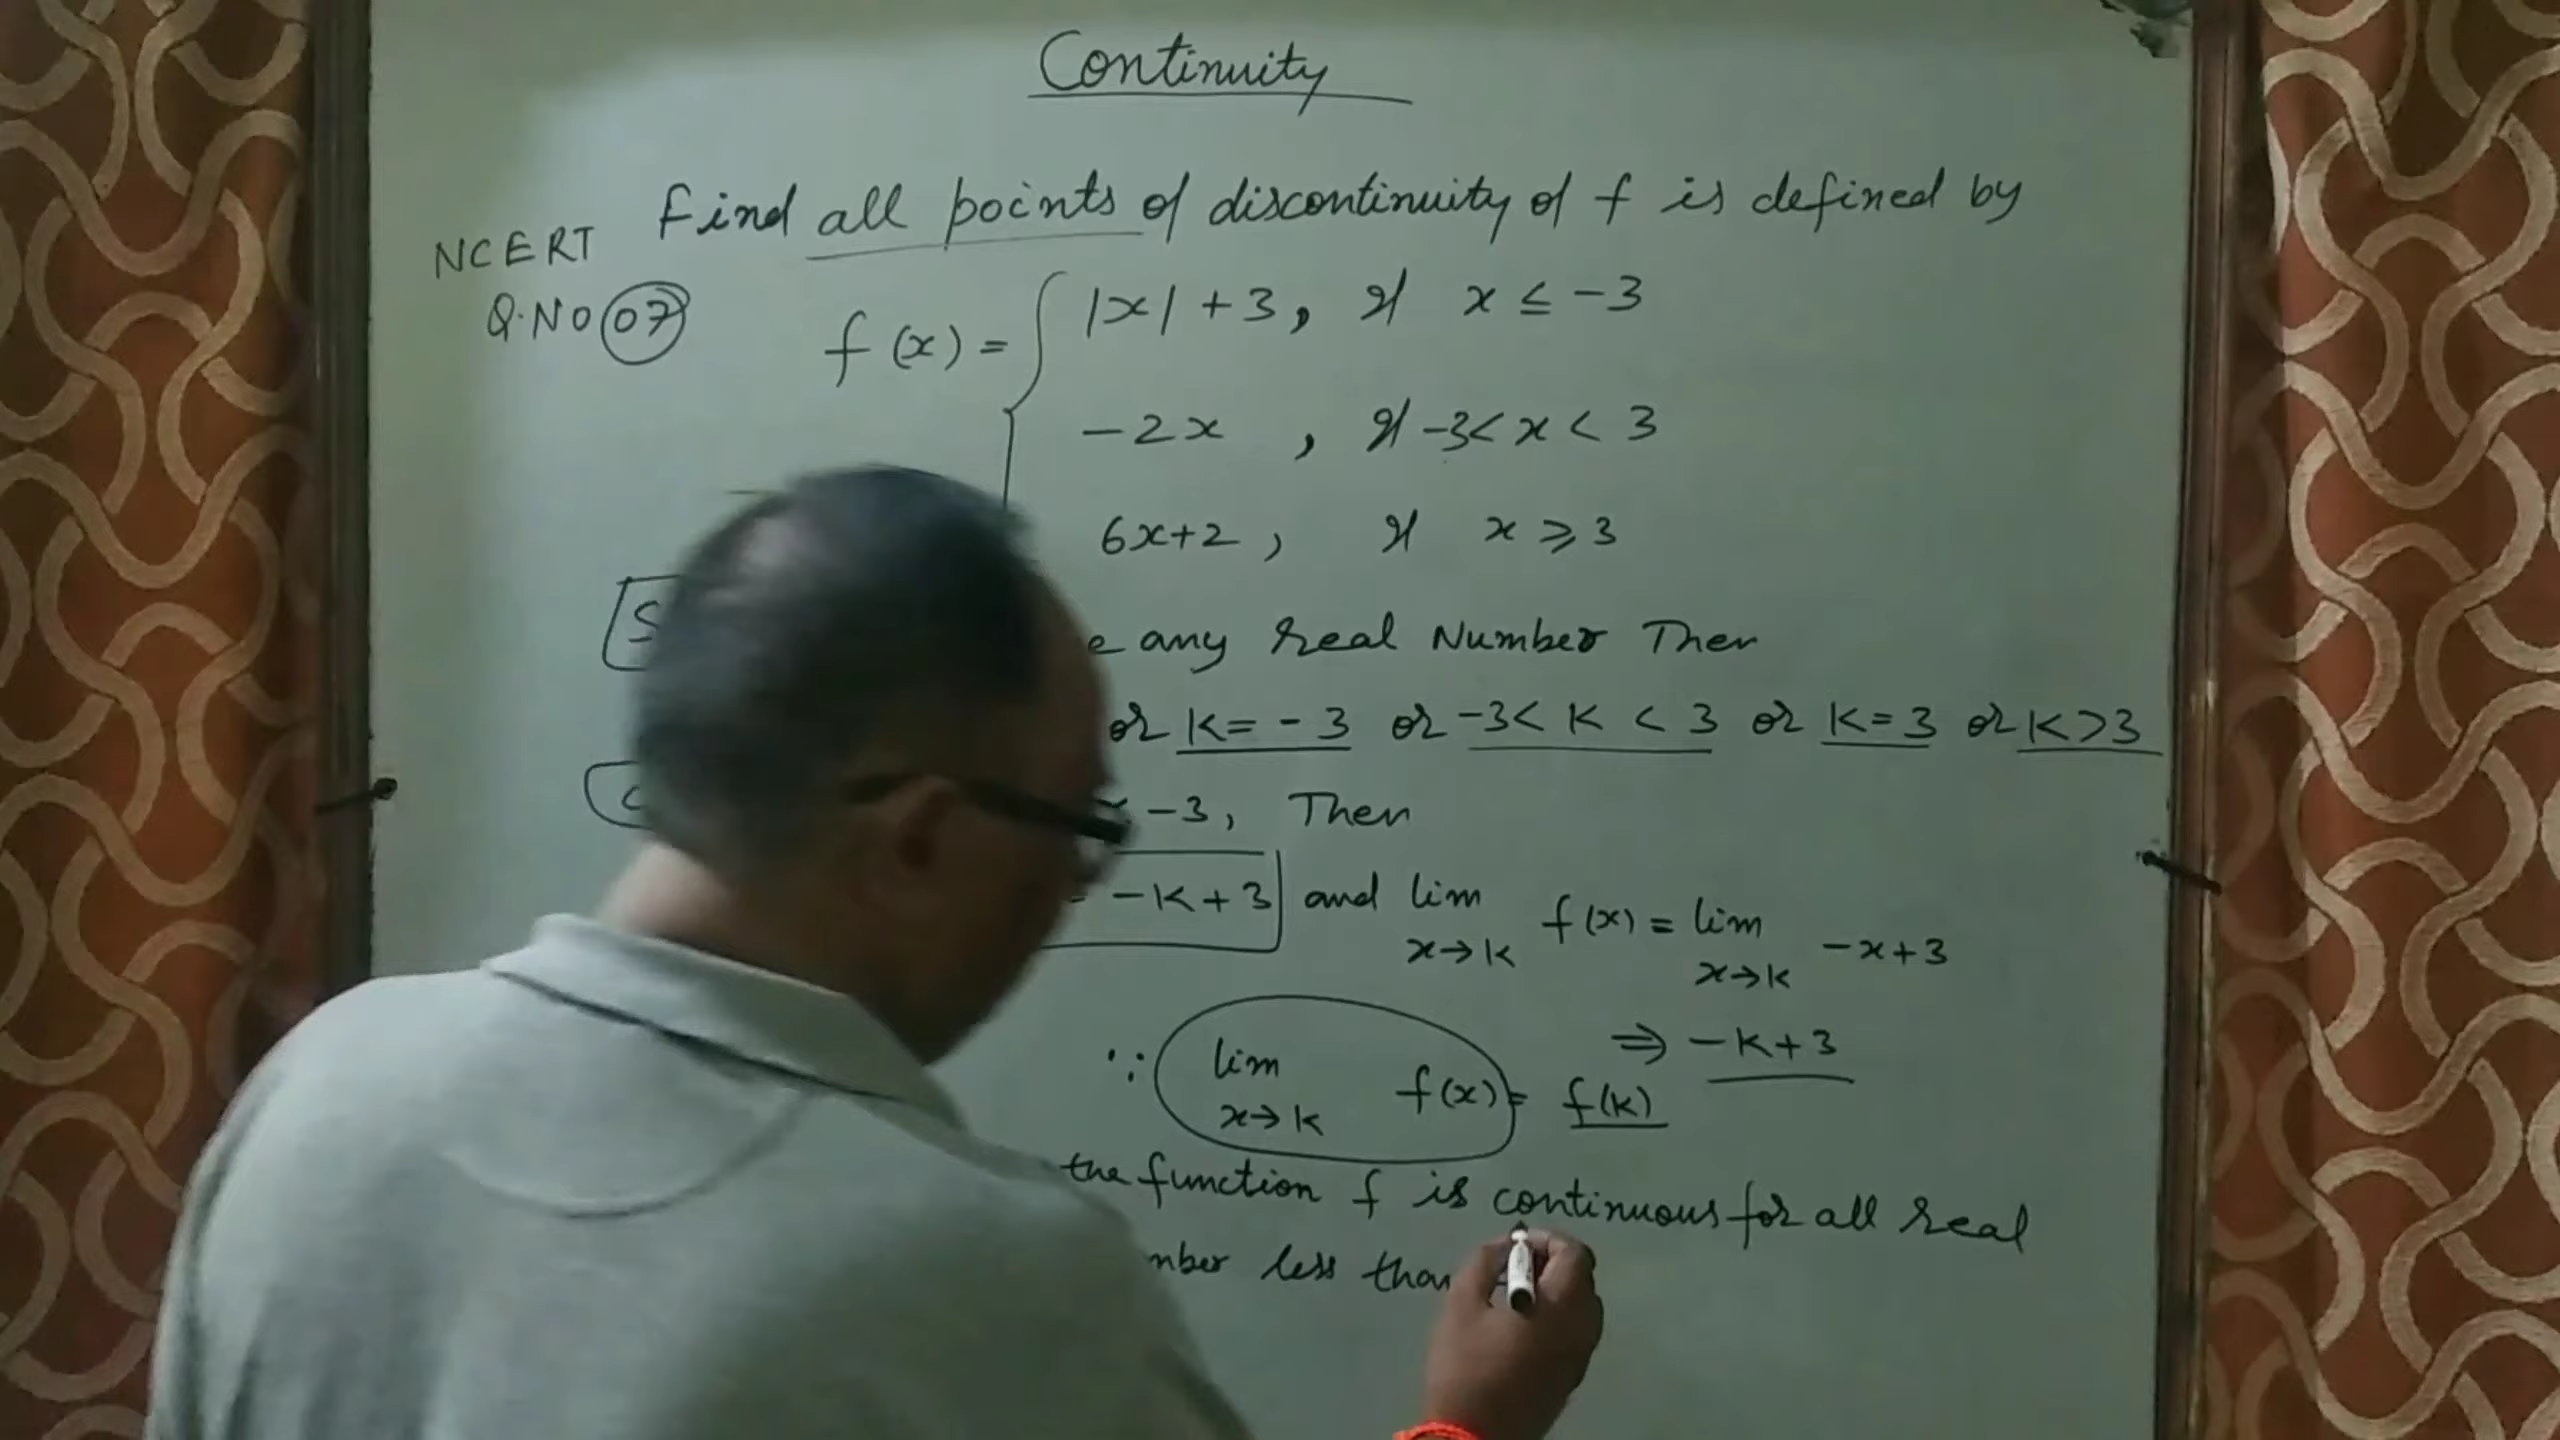 Continuity
Find all points of discontinuity of f is defined by
NCERT
Q.NO 07
f(x) =
|x| + 3, if x ≤ -3
-2x , if -3 < x < 3
6x+2 , if x ≥ 3
any real Number Then
or k = -3 or -3 < k < 3 or k = 3 or k > 3
-3, Then
-k+3 and lim x→k f(x) = lim x→k -x+3
⇒ -k+3
∵ lim x→k f(x) = f(k)
the function f is continuous for all real
less than